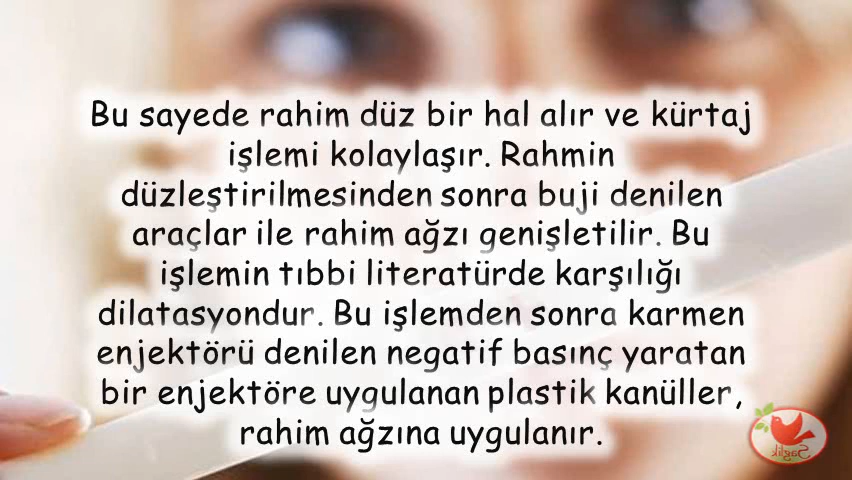 Bu sayede rahim düz bir hal alır ve kürtaj
işlemi kolaylaşır. Rahmin
düzleştirilmesinden sonra buji denilen
araçlar ile rahim ağzı genişletilir. Bu
işlemin tıbbi literatürde karşılığı
dilatasyondur. Bu işlemden sonra karmen
enjektörü denilen negatif basınç yaratan
bir enjektöre uygulanan plastik kanüller,
rahim ağzına uygulanır.
Sağlık